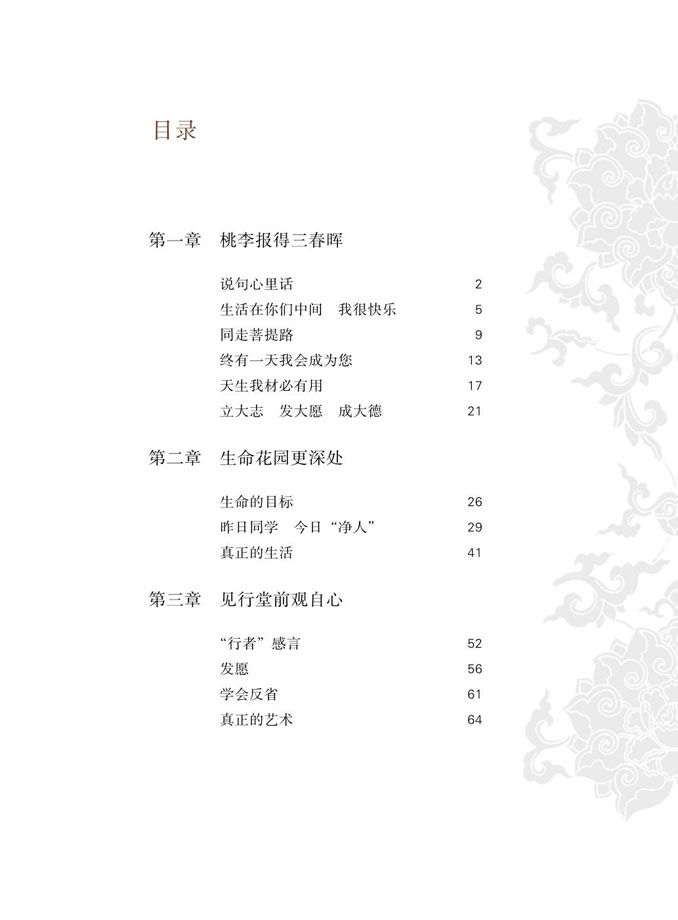 目录
第一章　桃李报得三春晖
说句心里话 2
生活在你们中间　我很快乐 5
同走菩提路 9
终有一天我会成为您 13
天生我材必有用 17
立大志　发大愿　成大德 21
第二章　生命花园更深处
生命的目标 26
昨日同学　今日“净人” 29
真正的生活 41
第三章　见行堂前观自心
“行者”感言 52
发愿 56
学会反省 61
真正的艺术 64